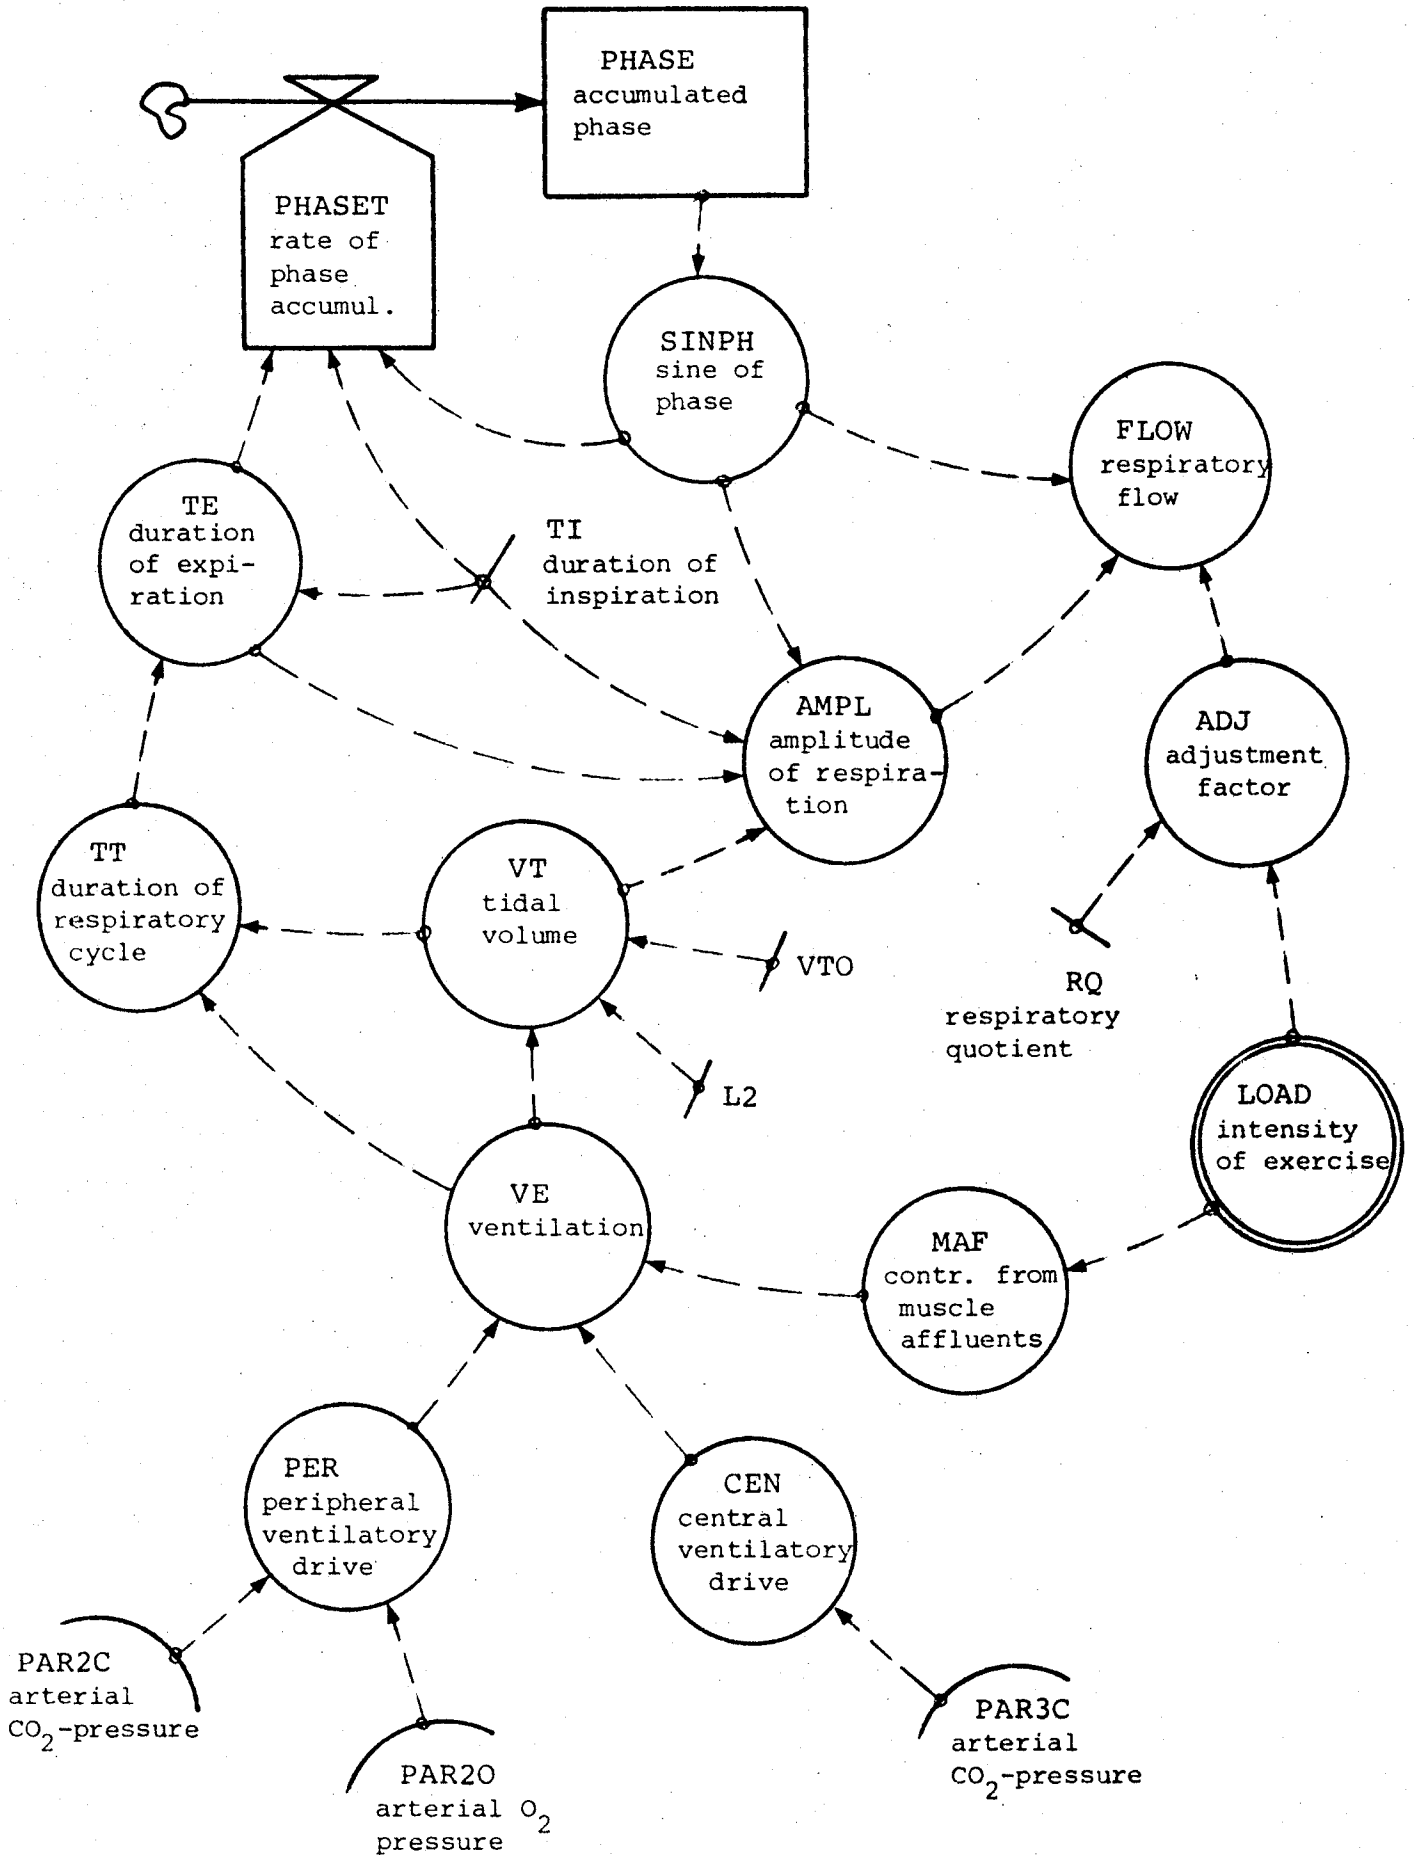 PHASE
accumulated
phase
PHASET
rate of
phase
accumul.
SINPH
sine of
phase
FLOW
respiratory
flow
TE
duration
of expi-
ration
TI
duration of
inspiration
AMPL
amplitude
of respira-
tion
ADJ
adjustment
factor
TT
duration of
respiratory
cycle
VT
tidal
volume
VTO
RQ
respiratory
quotient
L2
LOAD
intensity
of exercise
VE
ventilation
MAF
contr. from
muscle
affluents
PER
peripheral
ventilatory
drive
CEN
central
ventilatory
drive
PAR2C
arterial
CO2-pressure
PAR2O
arterial O2
pressure
PAR3C
arterial
CO2-pressure